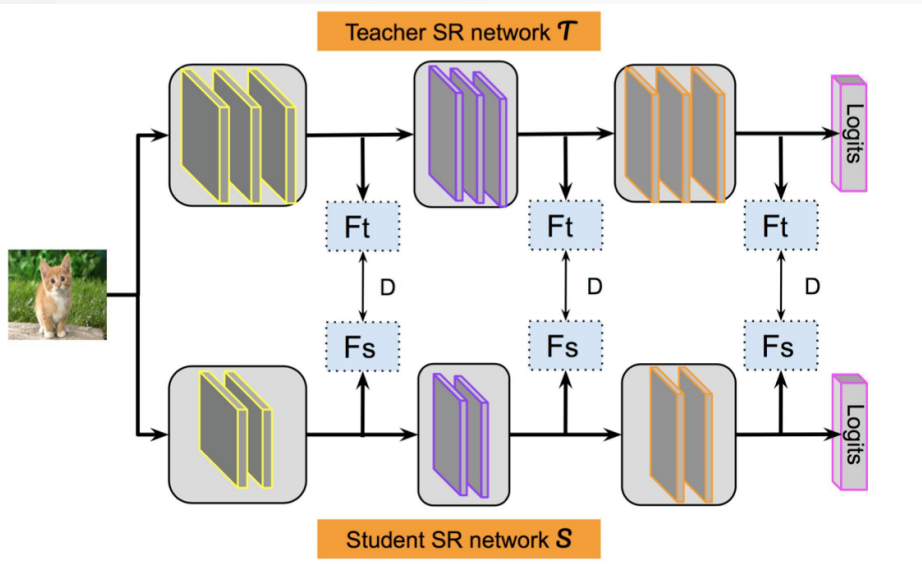 Teacher SR network 𝒯
Logits
Ft
Ft
Ft
D
D
D
Fs
Fs
Fs
Logits
Student SR network 𝒮